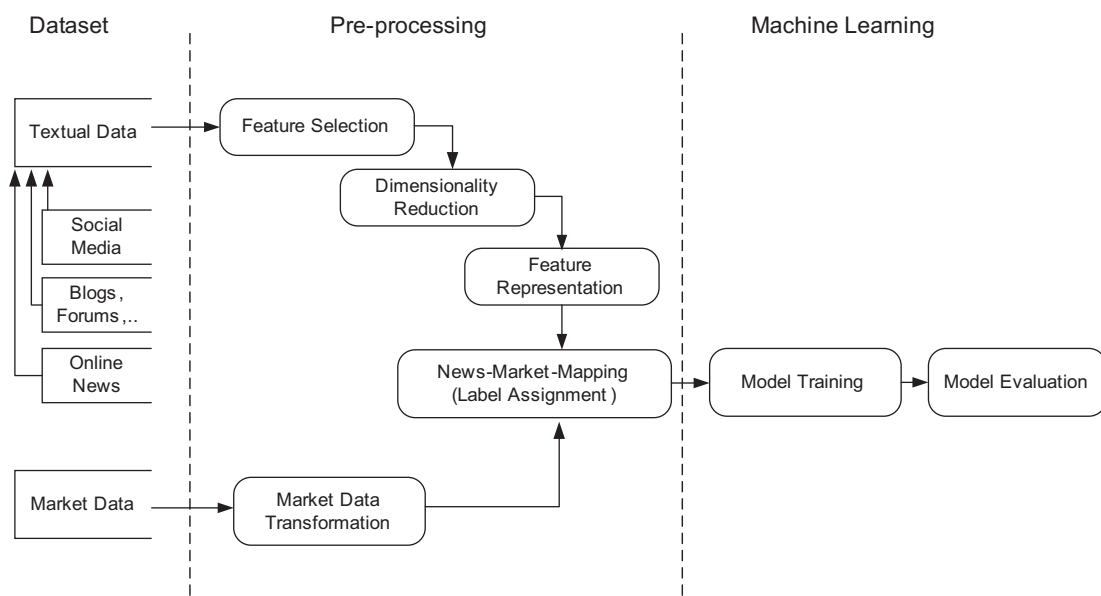 Dataset
Pre-processing
Machine Learning
Textual Data
Feature Selection
Dimensionality
Reduction
Social
Media
Feature
Representation
Blogs,
Forums,..
Online
News
News-Market-Mapping
(Label Assignment)
Model Training
Model Evaluation
Market Data
Market Data
Transformation